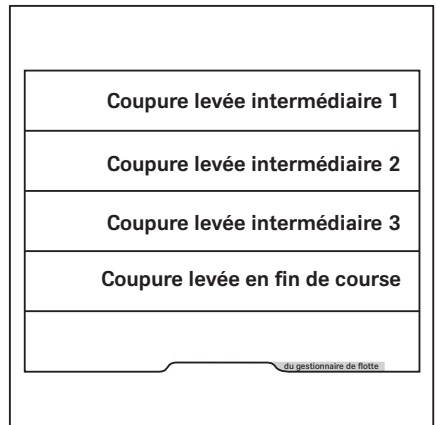 Coupure levée intermédiaire 1
Coupure levée intermédiaire 2
Coupure levée intermédiaire 3
Coupure levée en fin de course
du gestionnaire de flotte